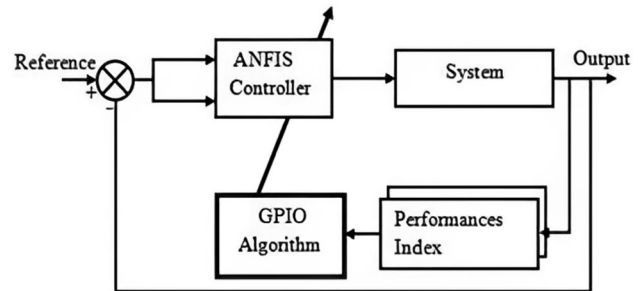 Reference
+
-
ANFIS
Controller
System
Output
GPIO
Algorithm
Performances
Index